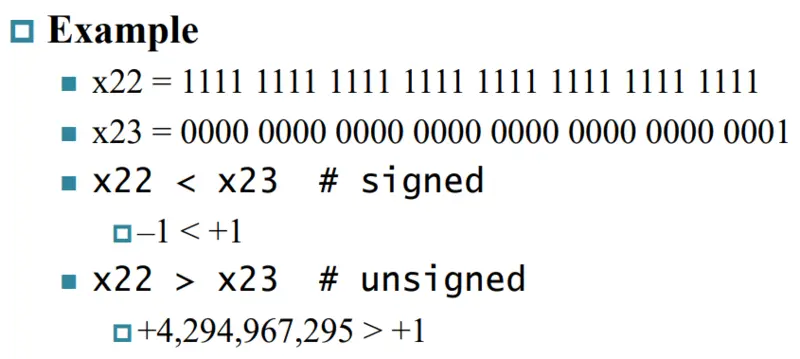 Example
x22 = 1111 1111 1111 1111 1111 1111 1111 1111
x23 = 0000 0000 0000 0000 0000 0000 0000 0001
x22 < x23  # signed
–1 < +1
x22 > x23  # unsigned
+4,294,967,295 > +1